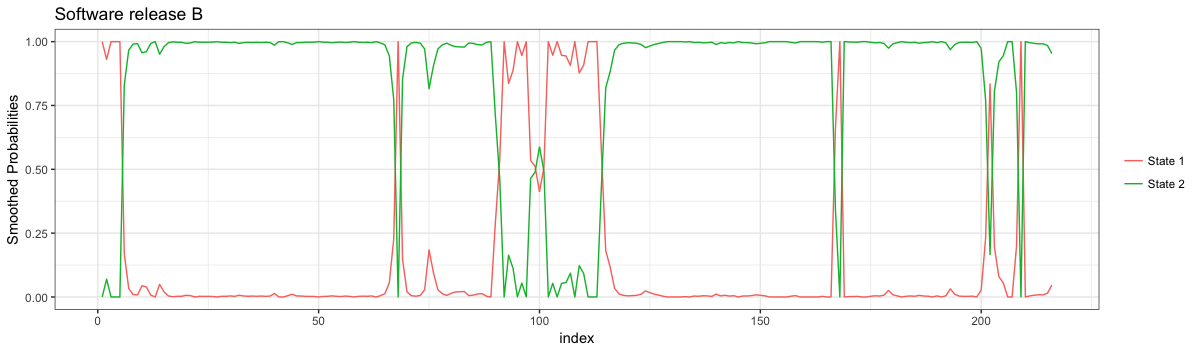 Software release B
Smoothed Probabilities
1.00
0.75
0.50
0.25
0.00
0
50
100
150
200
index
State 1
State 2